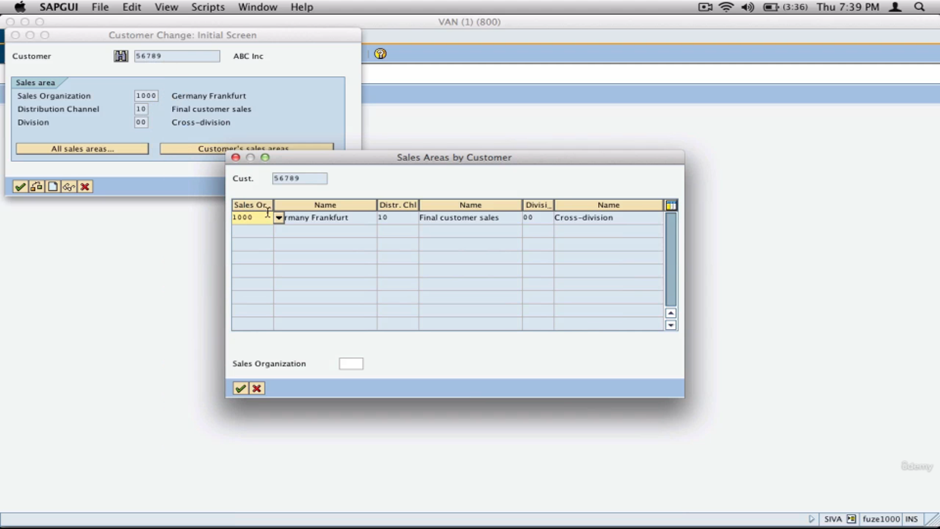 SAPGUI File Edit View Scripts Window Help (3:36) Thu 7:39 PM
VAN (1) (800)
Customer Change: Initial Screen
Customer 56789 ABC Inc
Sales area
Sales Organization 1000 Germany Frankfurt
Distribution Channel 10 Final customer sales
Division 00 Cross-division
All sales areas... Customer's sales areas...
Sales Areas by Customer
Cust. 56789
Sales Or.. Name Distr. Chl Name Divisi.. Name
1000 rmany Frankfurt 10 Final customer sales 00 Cross-division
Sales Organization
Udemy
SIVA fuze1000 INS